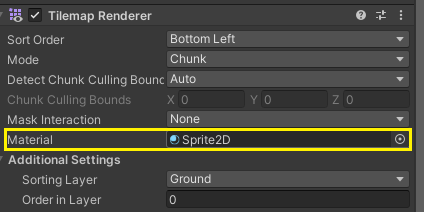 Tilemap Renderer
Sort Order Bottom Left
Mode Chunk
Detect Chunk Culling Bound Auto
Chunk Culling Bounds X 0 Y 0 Z 0
Mask Interaction None
Material Sprite2D
Additional Settings
Sorting Layer Ground
Order in Layer 0